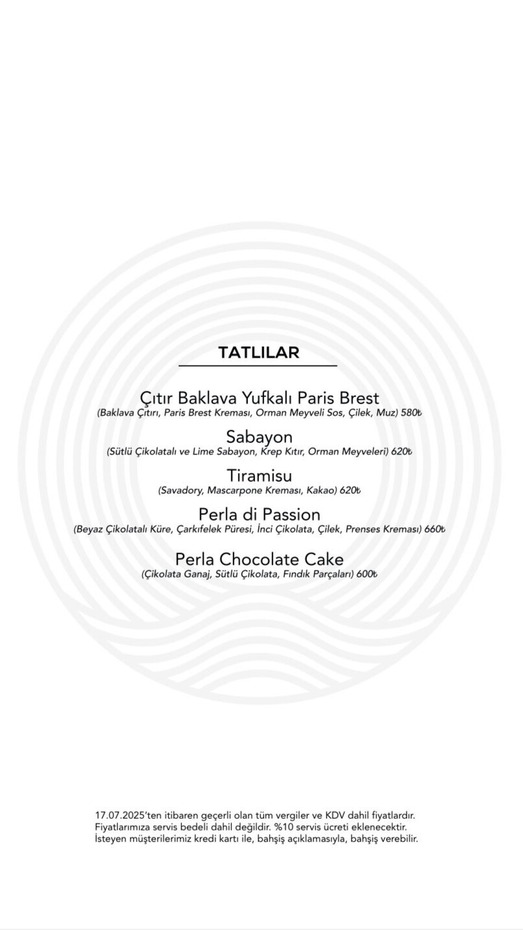 TATLILAR
Çıtır Baklava Yufkalı Paris Brest
(Baklava Çıtırı, Paris Brest Kreması, Orman Meyveli Sos, Çilek, Muz) 580₺
Sabayon
(Sütlü Çikolatalı ve Lime Sabayon, Krep Kıtır, Orman Meyveleri) 620₺
Tiramisu
(Savadory, Mascarpone Kreması, Kakao) 620₺
Perla di Passion
(Beyaz Çikolatalı Küre, Çarkıfelek Püresi, İnci Çikolata, Çilek, Prenses Kreması) 660₺
Perla Chocolate Cake
(Çikolata Ganaj, Sütlü Çikolata, Fındık Parçaları) 600₺
17.07.2025'ten itibaren geçerli olan tüm vergiler ve KDV dahil fiyatlardır.
Fiyatlarımıza servis bedeli dahil değildir. %10 servis ücreti eklenecektir.
İsteyen müşterilerimiz kredi kartı ile, bahşiş açıklamasıyla, bahşiş verebilir.